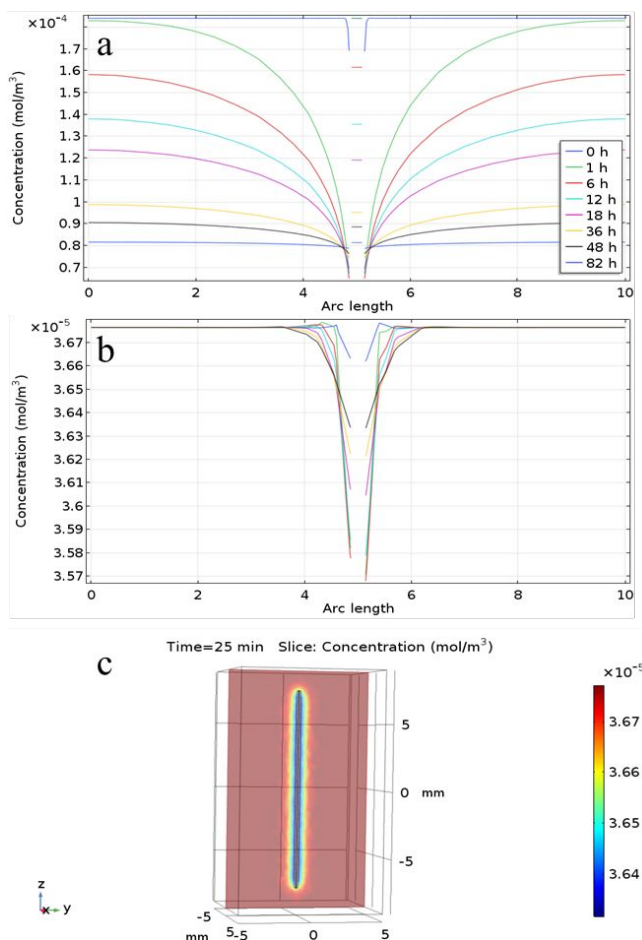 ×10⁻⁴
a
1.7
1.6
1.5
1.4
1.3
1.2
1.1
1
0.9
0.8
0.7
Concentration (mol/m³)
0 h
1 h
6 h
12 h
18 h
36 h
48 h
82 h
0 2 4 6 8 10
Arc length
×10⁻⁵
b
3.67
3.66
3.65
3.64
3.63
3.62
3.61
3.6
3.59
3.58
3.57
Concentration (mol/m³)
0 2 4 6 8 10
Arc length
c
Time=25 min Slice: Concentration (mol/m³)
5
0 mm
-5
-5
mm
5
-5 0 5
z
x y
×10⁻⁵
3.67
3.66
3.65
3.64